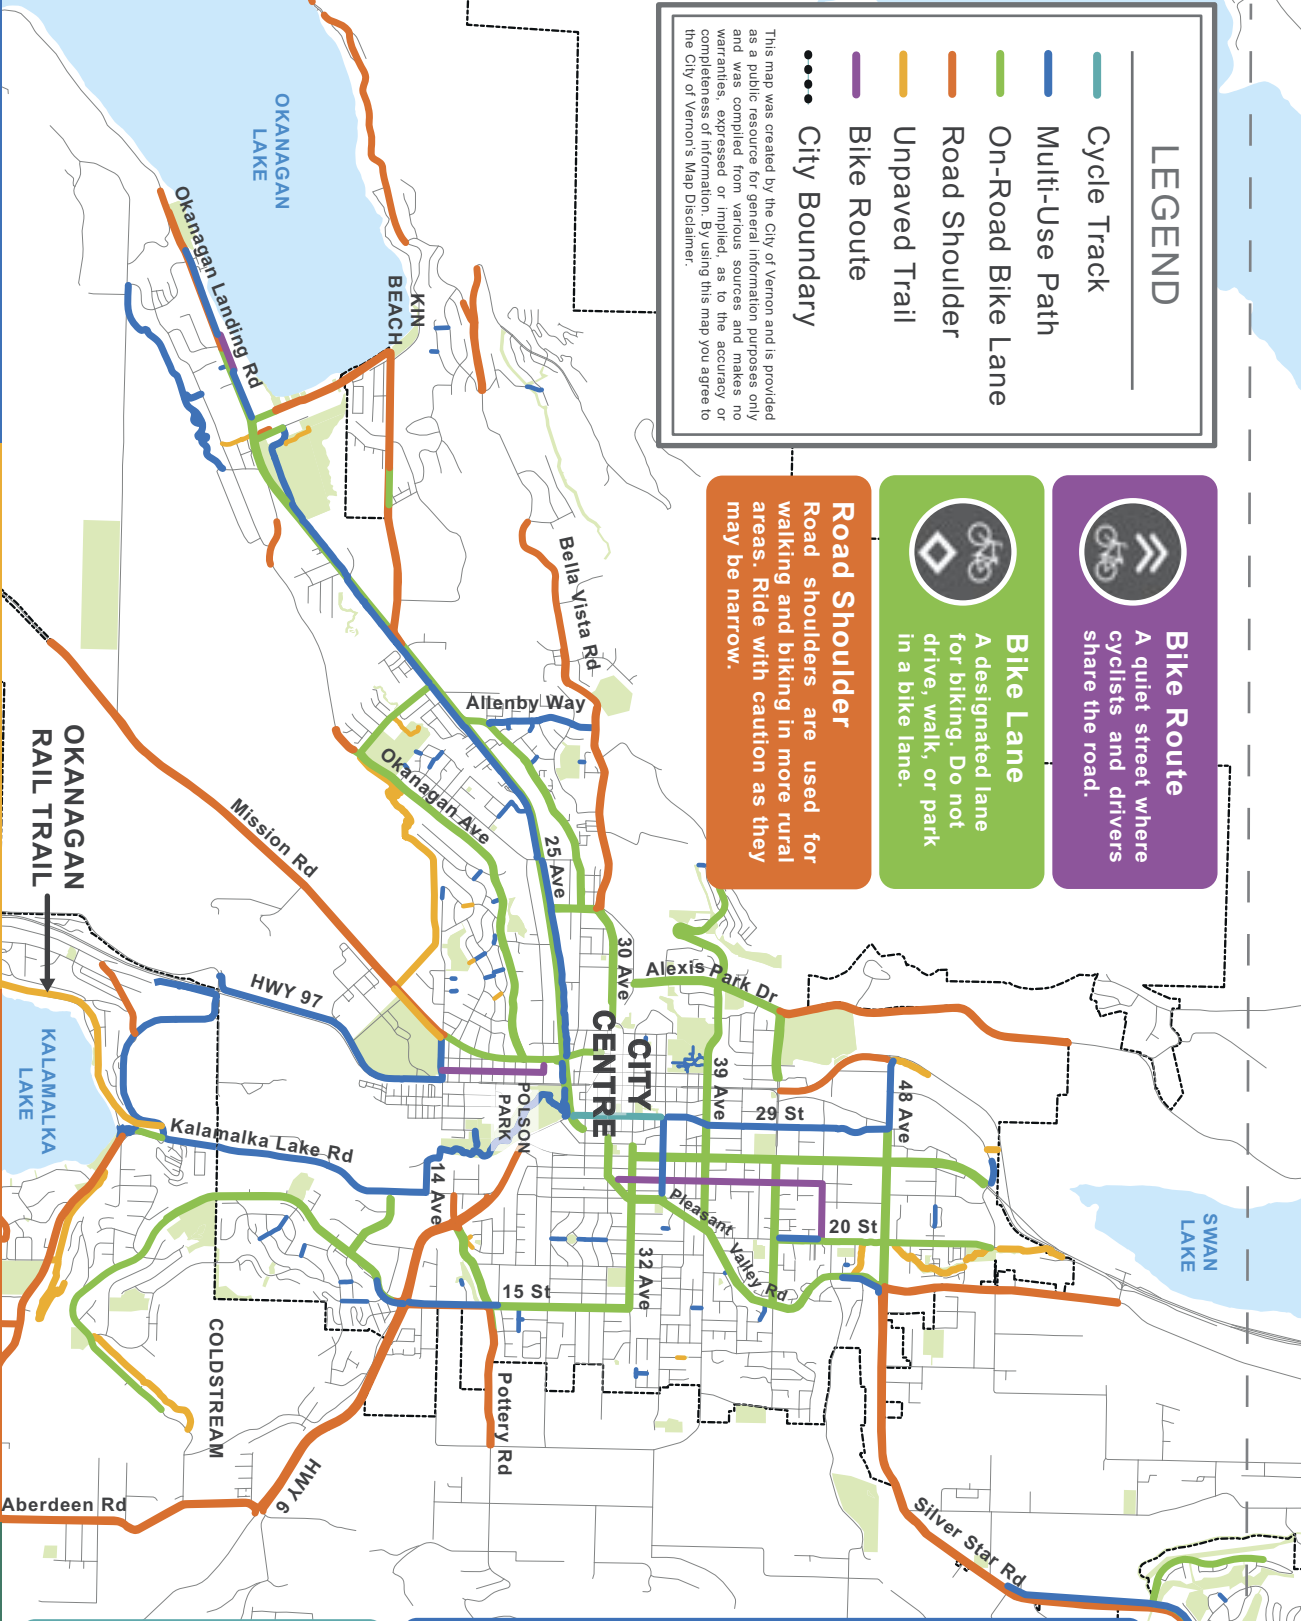 LEGEND
Cycle Track
Multi-Use Path
On-Road Bike Lane
Road Shoulder
Unpaved Trail
Bike Route
City Boundary
This map was created by the City of Vernon and is provided
as a public resource for general information purposes only
and was compiled from various sources and makes no
warranties, expressed or implied, as to the accuracy or
completeness of information. By using this map you agree to
the City of Vernon's Map Disclaimer.
Bike Route
A quiet street where
cyclists and drivers
share the road.
Bike Lane
A designated lane
for biking. Do not
drive, walk, or park
in a bike lane.
Road Shoulder
Road shoulders are used for
walking and biking in more rural
areas. Ride with caution as they
may be narrow.
OKANAGAN
LAKE
KIN
BEACH
Okanagan Landing Rd
Bella Vista Rd
Allenby Way
Okanagan Ave
25 Ave
Mission Rd
OKANAGAN
RAIL TRAIL
HWY 97
30 Ave
Alexis Park Dr
CITY
CENTRE
39 Ave
48 Ave
29 St
POLSON
PARK
KALAMALKA
LAKE
Kalamalka Lake Rd
14 Ave
Pleasant Valley Rd
20 St
SWAN
LAKE
32 Ave
15 St
COLDSTREAM
Pottery Rd
HWY 6
Aberdeen Rd
Silver Star Rd